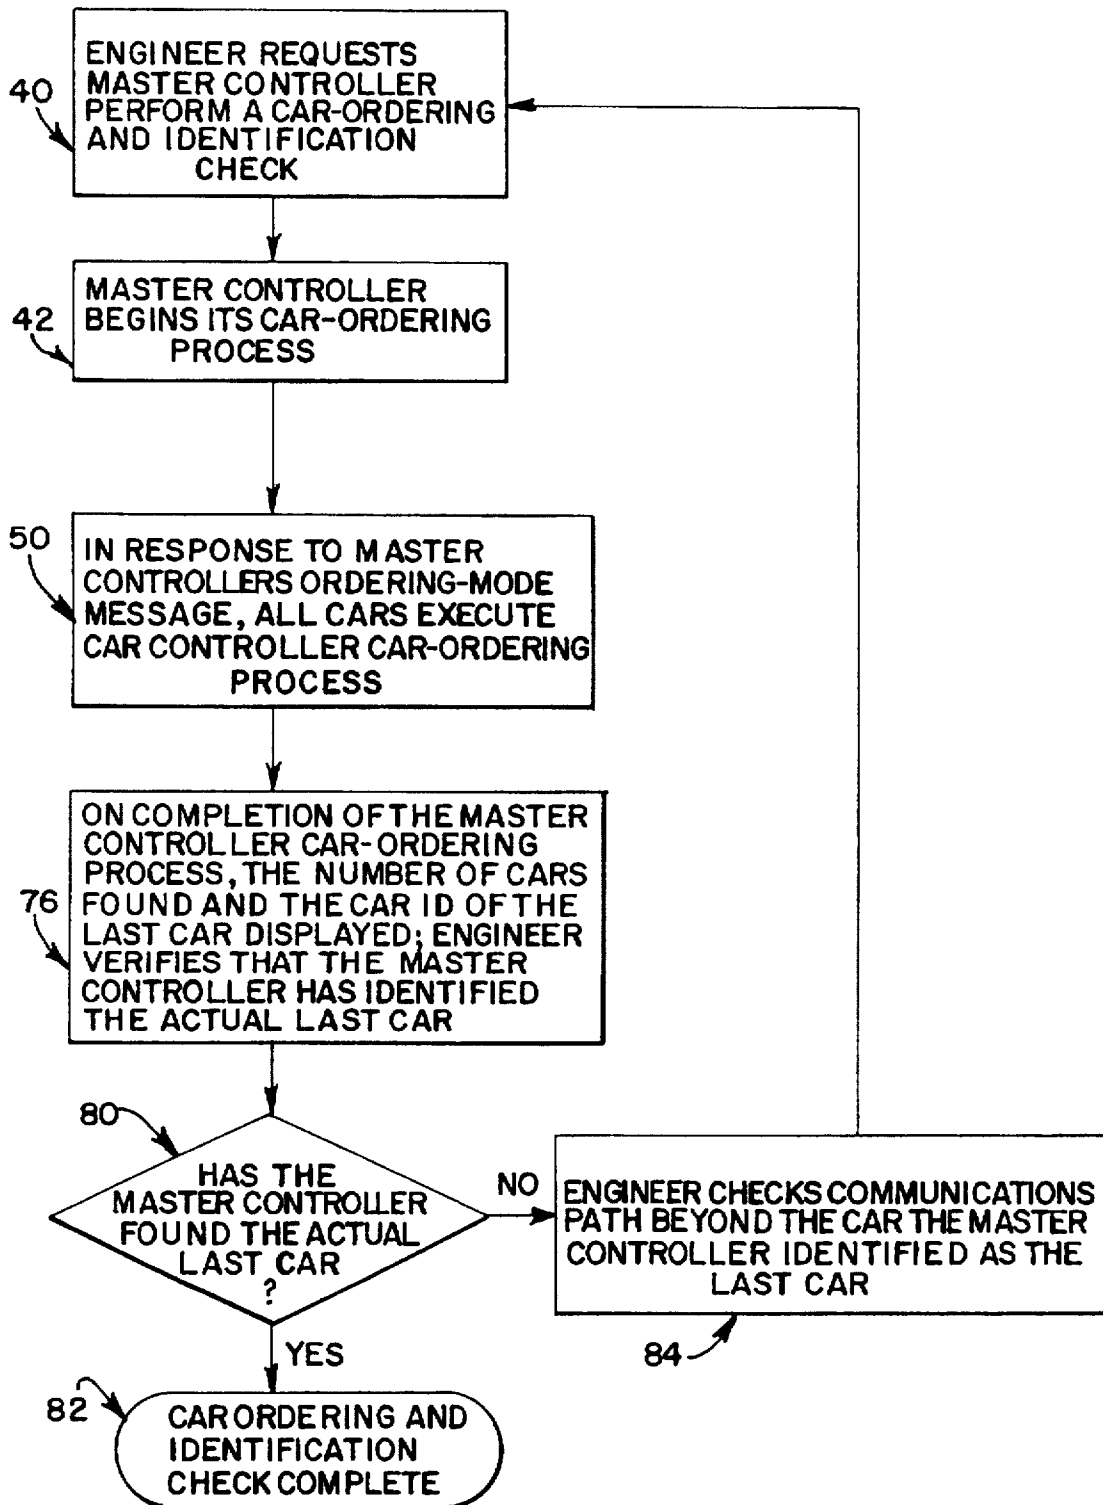 40
ENGINEER REQUESTS
MASTER CONTROLLER
PERFORM A CAR-ORDERING
AND IDENTIFICATION
CHECK
42
MASTER CONTROLLER
BEGINS ITS CAR-ORDERING
PROCESS
50
IN RESPONSE TO MASTER
CONTROLLERS ORDERING-MODE
MESSAGE, ALL CARS EXECUTE
CAR CONTROLLER CAR-ORDERING
PROCESS
76
ON COMPLETION OF THE MASTER
CONTROLLER CAR-ORDERING
PROCESS, THE NUMBER OF CARS
FOUND AND THE CAR ID OF THE
LAST CAR DISPLAYED; ENGINEER
VERIFIES THAT THE MASTER
CONTROLLER HAS IDENTIFIED
THE ACTUAL LAST CAR
80
HAS THE
MASTER CONTROLLER
FOUND THE ACTUAL
LAST CAR
?
NO
ENGINEER CHECKS COMMUNICATIONS
PATH BEYOND THE CAR THE MASTER
CONTROLLER IDENTIFIED AS THE
LAST CAR
84
YES
82
CAR ORDERING AND
IDENTIFICATION
CHECK COMPLETE